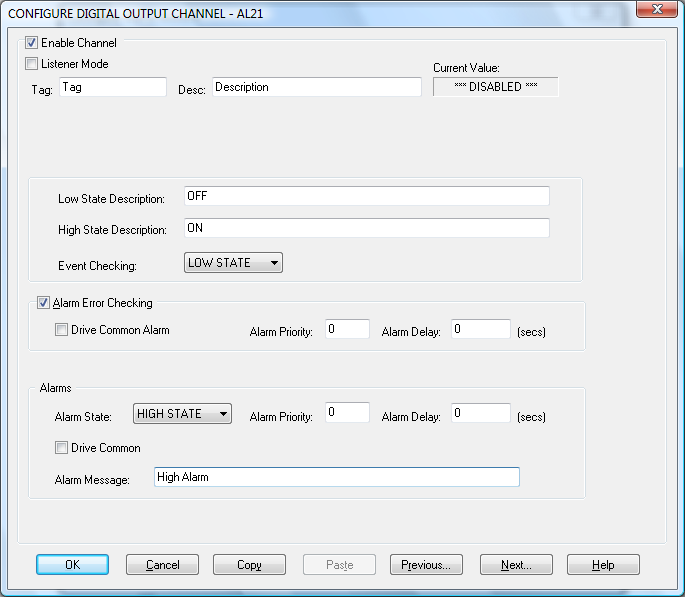 CONFIGURE DIGITAL OUTPUT CHANNEL - AL21
Enable Channel
Listener Mode
Current Value:
Tag: Tag Desc: Description *** DISABLED ***
Low State Description: OFF
High State Description: ON
Event Checking: LOW STATE
Alarm Error Checking
Drive Common Alarm Alarm Priority: 0 Alarm Delay: 0 (secs)
Alarms
Alarm State: HIGH STATE Alarm Priority: 0 Alarm Delay: 0 (secs)
Drive Common
Alarm Message: High Alarm
OK Cancel Copy Paste Previous... Next... Help